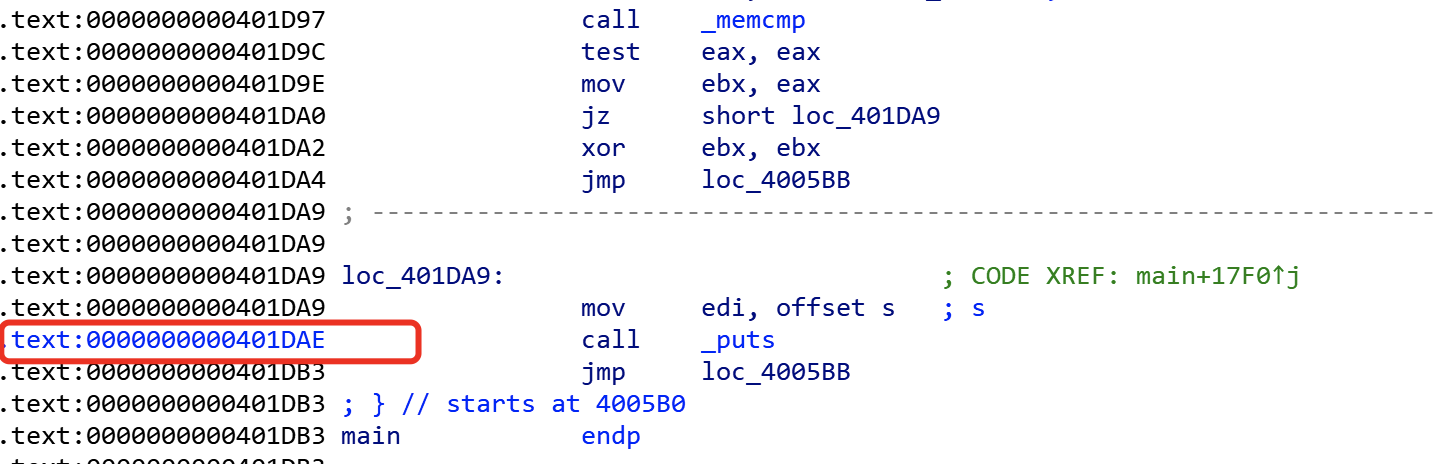 .text:0000000000401D97 call _memcmp
.text:0000000000401D9C test eax, eax
.text:0000000000401D9E mov ebx, eax
.text:0000000000401DA0 jz short loc_401DA9
.text:0000000000401DA2 xor ebx, ebx
.text:0000000000401DA4 jmp loc_4005BB
.text:0000000000401DA9 ; ---------------------------------------------------------------------------
.text:0000000000401DA9
.text:0000000000401DA9 loc_401DA9: ; CODE XREF: main+17F0↑j
.text:0000000000401DA9 mov edi, offset s ; s
.text:0000000000401DAE call _puts
.text:0000000000401DB3 jmp loc_4005BB
.text:0000000000401DB3 ; } // starts at 4005B0
.text:0000000000401DB3 main endp